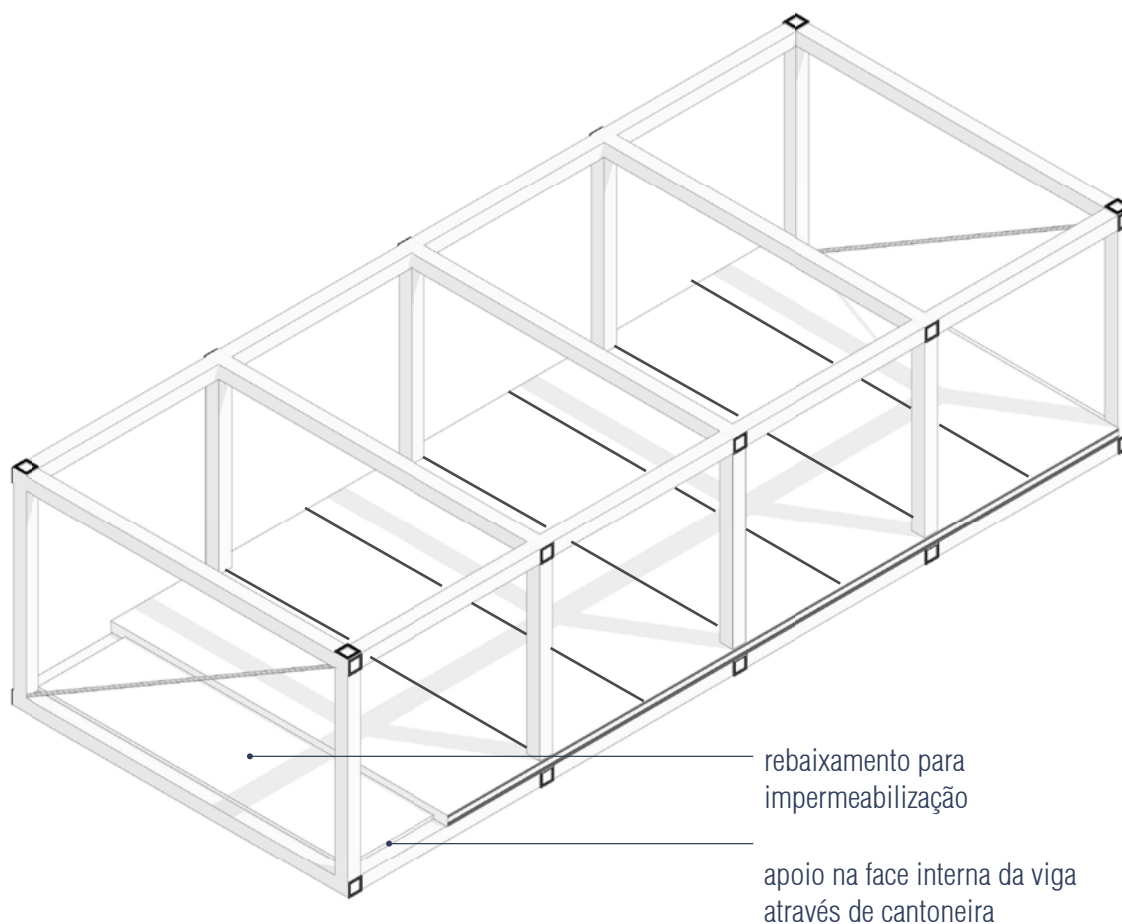 rebaixamento para
impermeabilização
apoio na face interna da viga
através de cantoneira